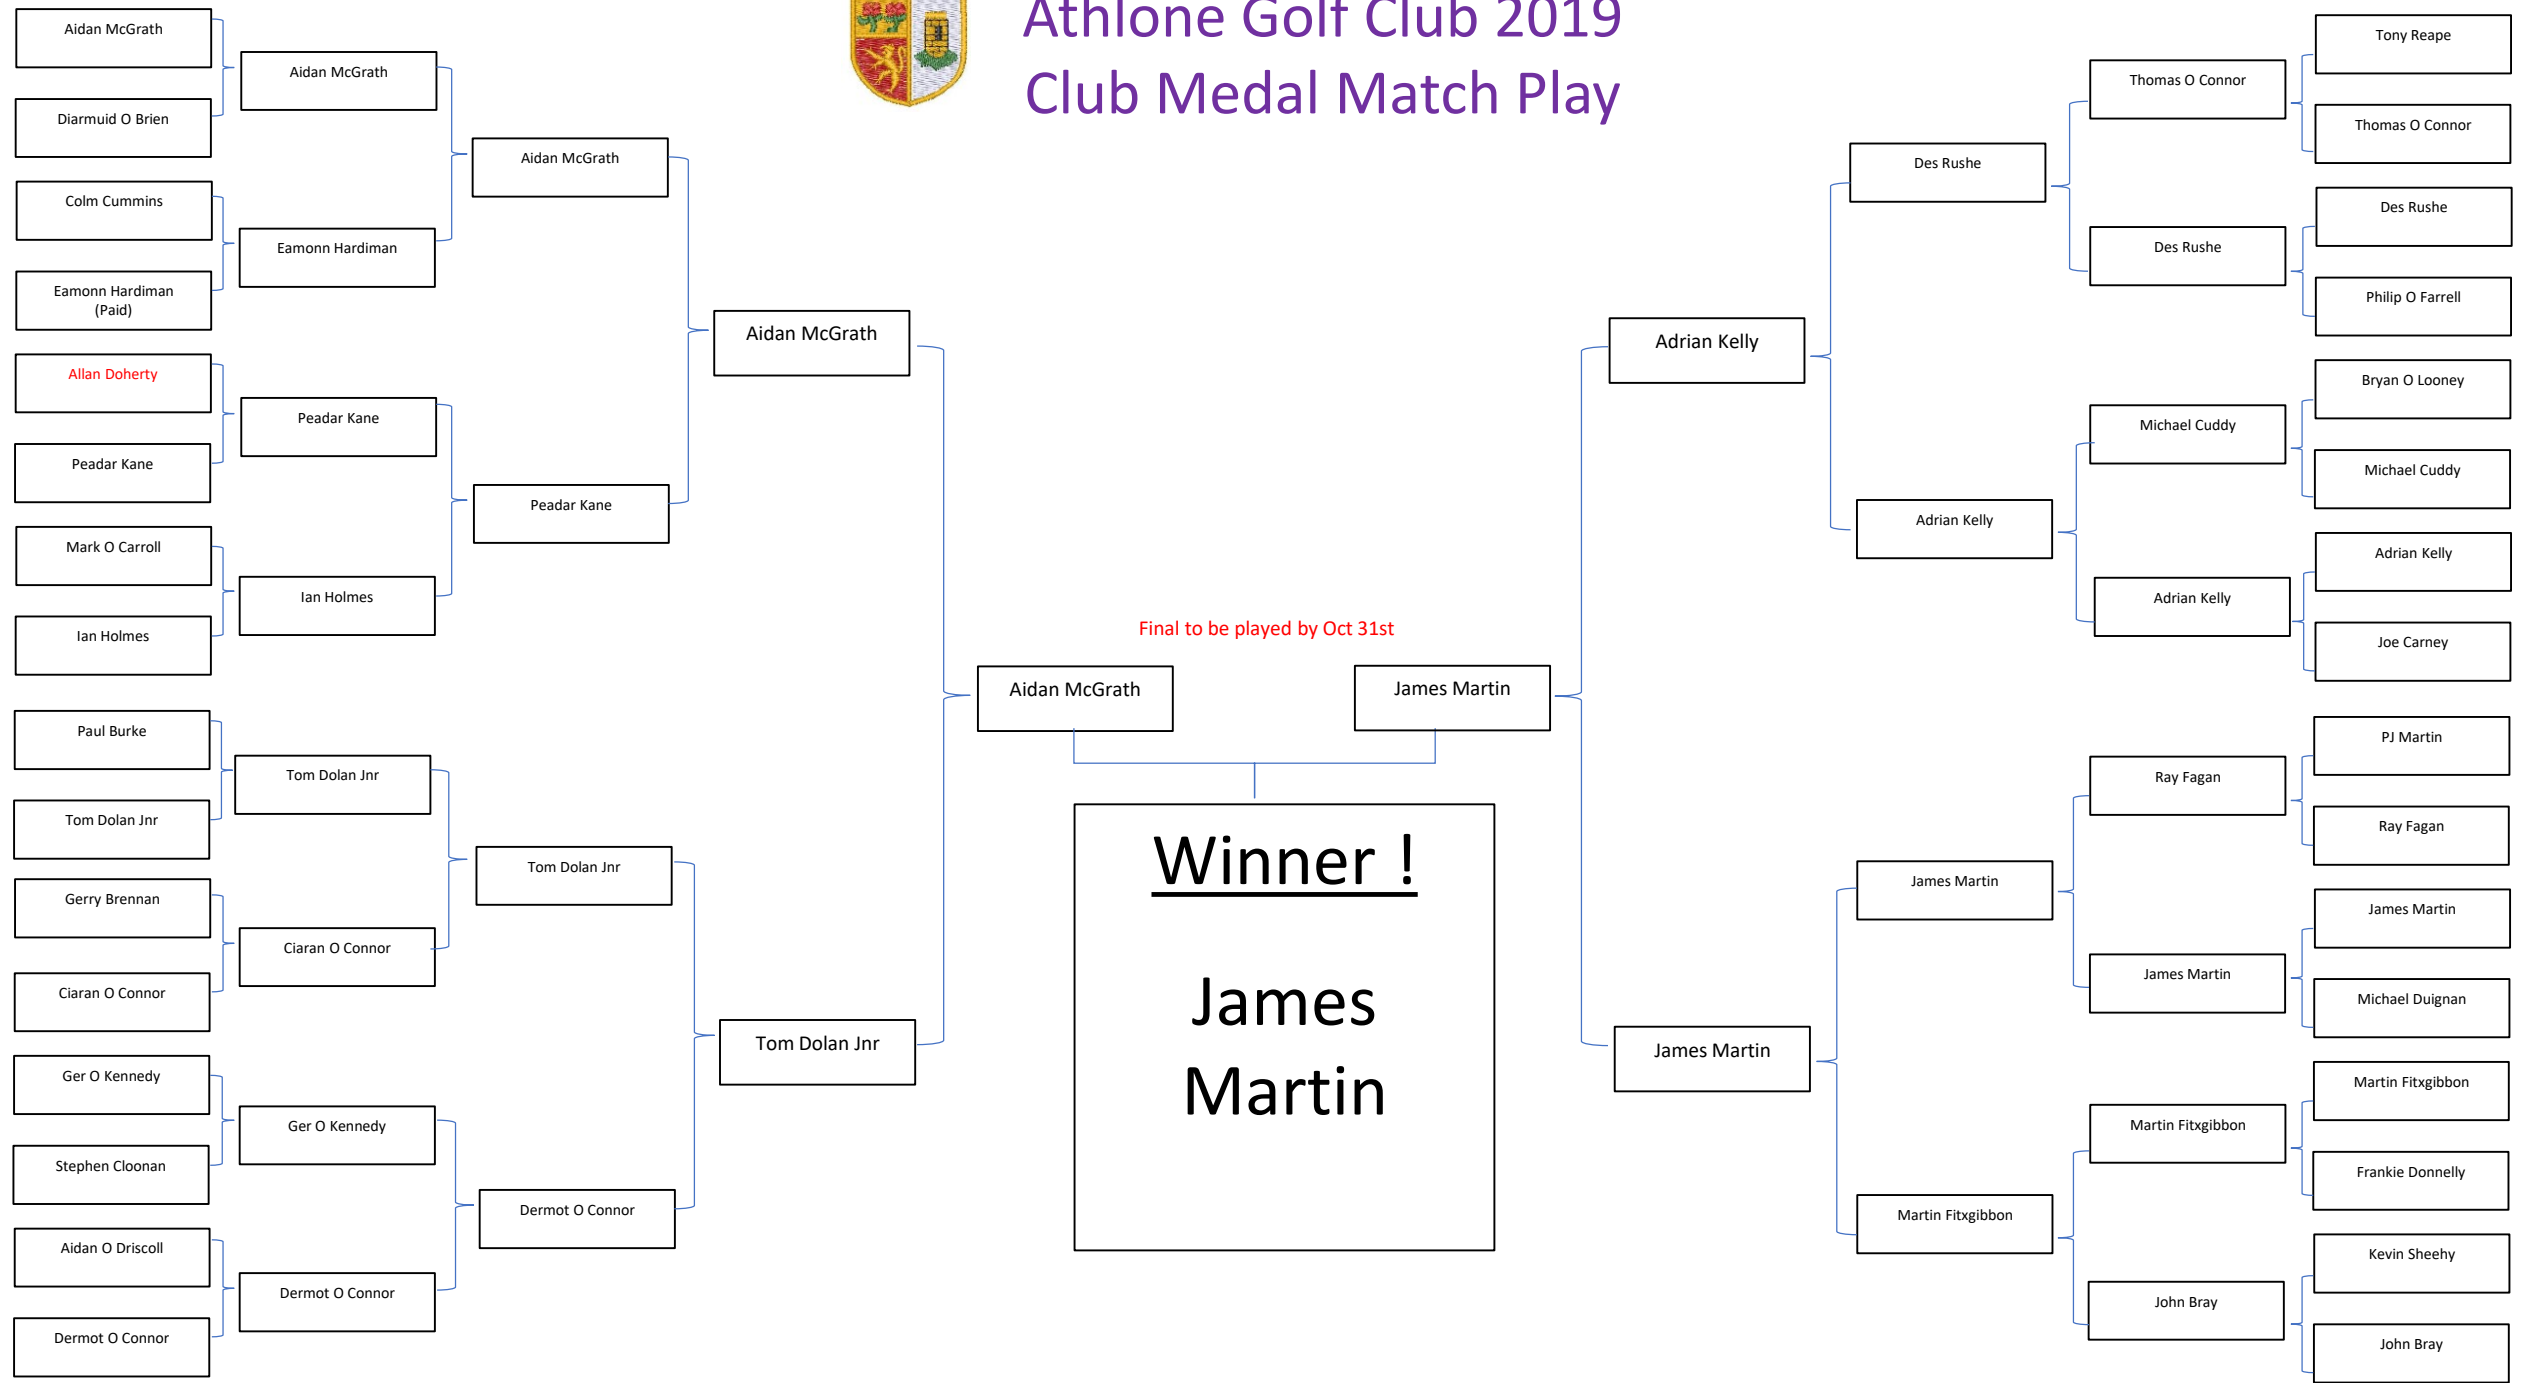 Athlone Golf Club 2019
Club Medal Match Play
Aidan McGrath
Diarmuid O Brien
Colm Cummins
Eamonn Hardiman
(Paid)
Allan Doherty
Peadar Kane
Mark O Carroll
Ian Holmes
Paul Burke
Tom Dolan Jnr
Gerry Brennan
Ciaran O Connor
Ger O Kennedy
Stephen Cloonan
Aidan O Driscoll
Dermot O Connor
Aidan McGrath
Eamonn Hardiman
Peadar Kane
Ian Holmes
Tom Dolan Jnr
Ciaran O Connor
Ger O Kennedy
Dermot O Connor
Aidan McGrath
Peadar Kane
Tom Dolan Jnr
Dermot O Connor
Aidan McGrath
Tom Dolan Jnr
Final to be played by Oct 31st
Aidan McGrath
James Martin
Winner !
James
Martin
Adrian Kelly
James Martin
Des Rushe
Adrian Kelly
James Martin
Martin Fitxgibbon
Thomas O Connor
Des Rushe
Michael Cuddy
Adrian Kelly
Ray Fagan
James Martin
Martin Fitxgibbon
John Bray
Tony Reape
Thomas O Connor
Des Rushe
Philip O Farrell
Bryan O Looney
Michael Cuddy
Adrian Kelly
Joe Carney
PJ Martin
Ray Fagan
James Martin
Michael Duignan
Martin Fitxgibbon
Frankie Donnelly
Kevin Sheehy
John Bray